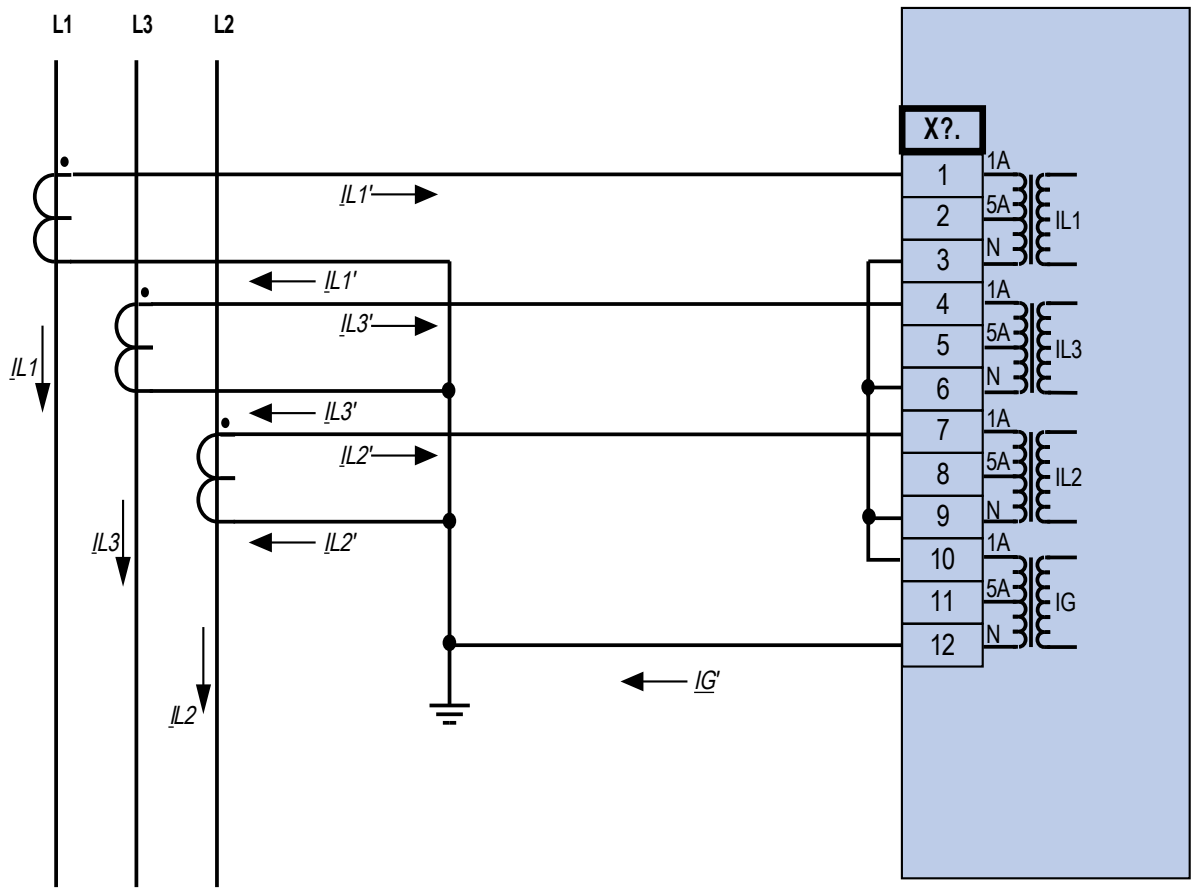 L1 L3 L2
X?.
1 1A
IL1'
2 5A IL1
3 N
IL1'
4 1A
IL3'
5 5A IL3
IL1
6 N
IL3'
7 1A
IL2'
8 5A IL2
9 N
IL3 IL2'
10 1A
11 5A IG
12 N
IG'
IL2